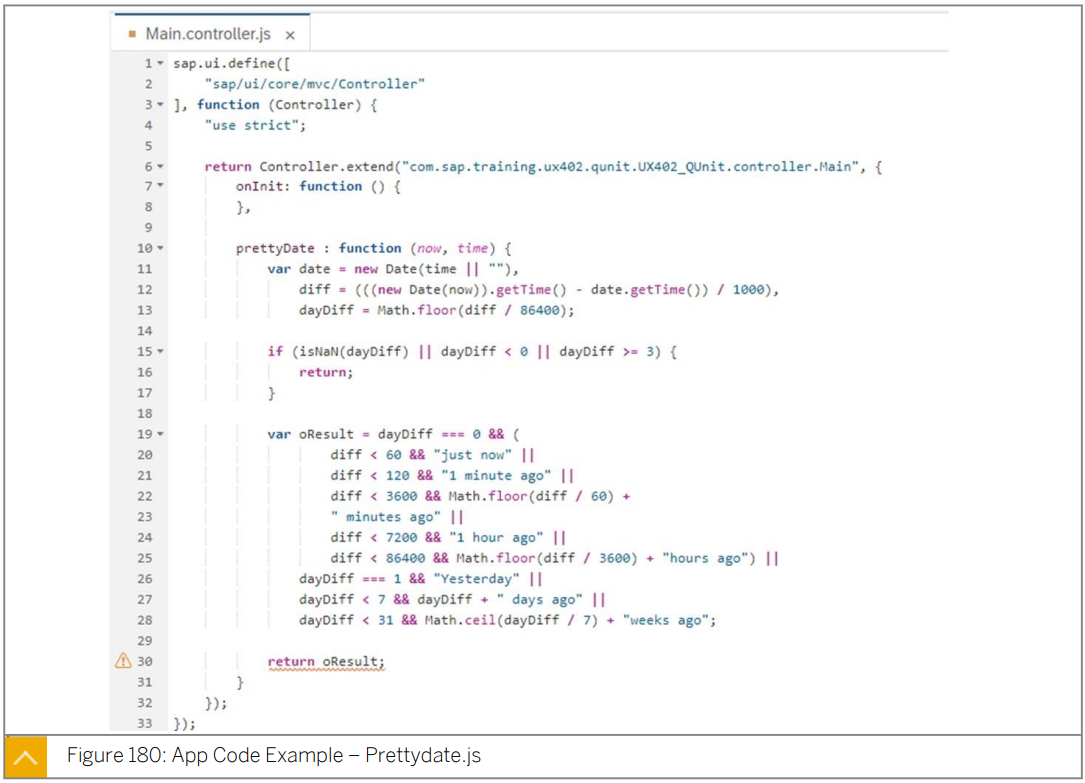 Main.controller.js ×
1 sap.ui.define([
2 "sap/ui/core/mvc/Controller"
3 ], function (Controller) {
4 "use strict";
5
6 return Controller.extend("com.sap.training.ux402.qunit.UX402_QUnit.controller.Main", {
7 onInit: function () {
8 },
9
10 prettyDate : function (now, time) {
11 var date = new Date(time || ""),
12 diff = (((new Date(now)).getTime() - date.getTime()) / 1000),
13 dayDiff = Math.floor(diff / 86400);
14
15 if (isNaN(dayDiff) || dayDiff < 0 || dayDiff >= 3) {
16 return;
17 }
18
19 var oResult = dayDiff === 0 && (
20 diff < 60 && "just now" ||
21 diff < 120 && "1 minute ago" ||
22 diff < 3600 && Math.floor(diff / 60) +
23 " minutes ago" ||
24 diff < 7200 && "1 hour ago" ||
25 diff < 86400 && Math.floor(diff / 3600) + "hours ago") ||
26 dayDiff === 1 && "Yesterday" ||
27 dayDiff < 7 && dayDiff + " days ago" ||
28 dayDiff < 31 && Math.ceil(dayDiff / 7) + "weeks ago";
29
30 return oResult;
31 }
32 });
33 });
Figure 180: App Code Example – Prettydate.js